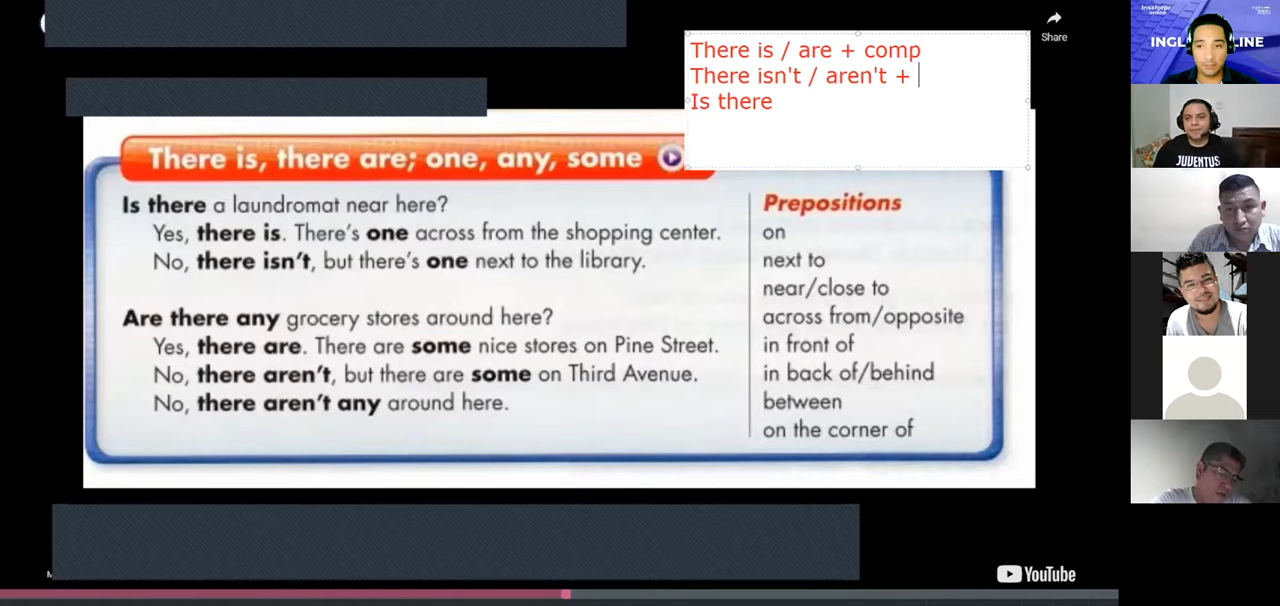 Share
There is / are + comp
There isn't / aren't +
Is there
There is, there are; one, any, some
Is there a laundromat near here?
Yes, there is. There's one across from the shopping center.
No, there isn't, but there's one next to the library.
Are there any grocery stores around here?
Yes, there are. There are some nice stores on Pine Street.
No, there aren't, but there are some on Third Avenue.
No, there aren't any around here.
Prepositions
on
next to
near/close to
across from/opposite
in front of
in back of/behind
between
on the corner of
YouTube
Insaforp
online
INGL LINE
JUVENTUS